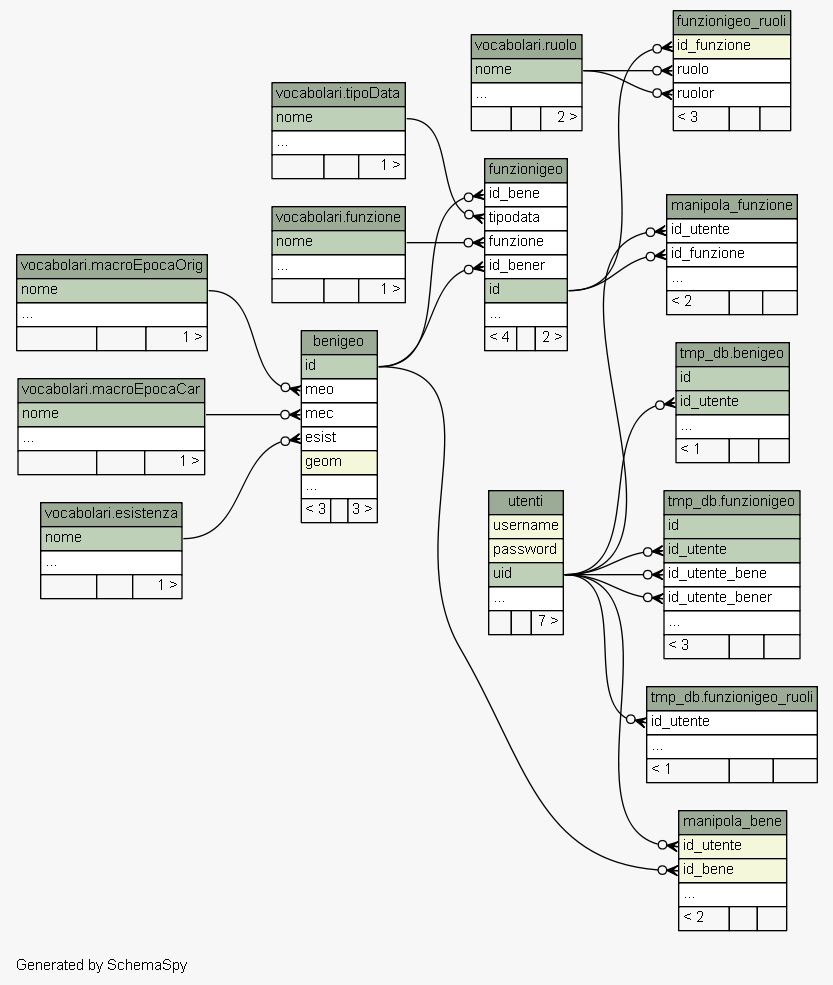 funzionigeo_ruoli
id_funzione
ruolo
ruolor
< 3
vocabolari.ruolo
nome
...
2 >
vocabolari.tipoData
nome
...
1 >
funzionigeo
id_bene
tipodata
funzione
id_bener
id
...
< 4 2 >
vocabolari.funzione
nome
...
1 >
manipola_funzione
id_utente
id_funzione
...
< 2
vocabolari.macroEpocaOrig
nome
...
1 >
benigeo
id
meo
mec
esist
geom
...
< 3 3 >
tmp_db.benigeo
id
id_utente
...
< 1
vocabolari.macroEpocaCar
nome
...
1 >
vocabolari.esistenza
nome
...
1 >
utenti
username
password
uid
...
7 >
tmp_db.funzionigeo
id
id_utente
id_utente_bene
id_utente_bener
...
< 3
tmp_db.funzionigeo_ruoli
id_utente
...
< 1
manipola_bene
id_utente
id_bene
...
< 2
Generated by SchemaSpy